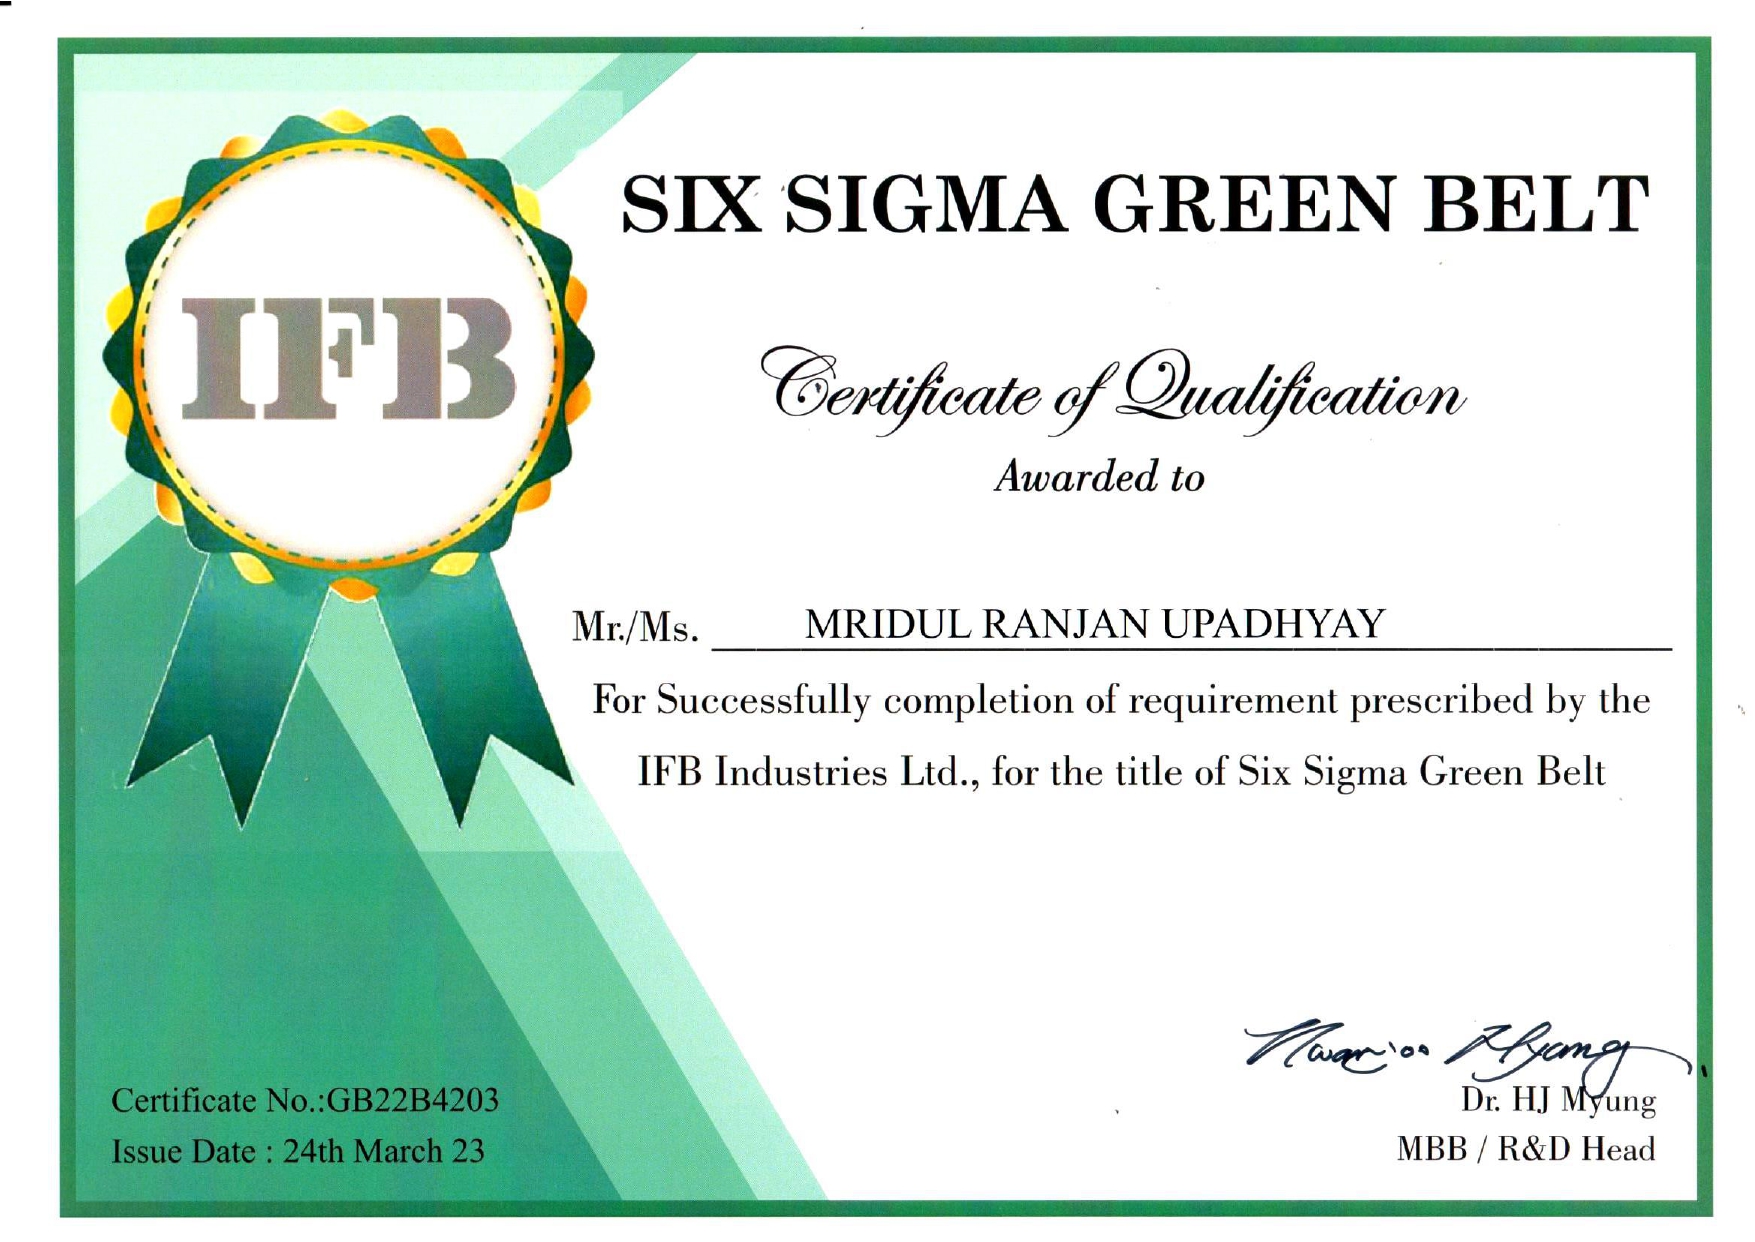 IFB
SIX SIGMA GREEN BELT
Certificate of Qualification
Awarded to
Mr./Ms. MRIDUL RANJAN UPADHYAY
For Successfully completion of requirement prescribed by the
IFB Industries Ltd., for the title of Six Sigma Green Belt
Certificate No.:GB22B4203
Issue Date : 24th March 23
Dr. HJ Myung
MBB / R&D Head